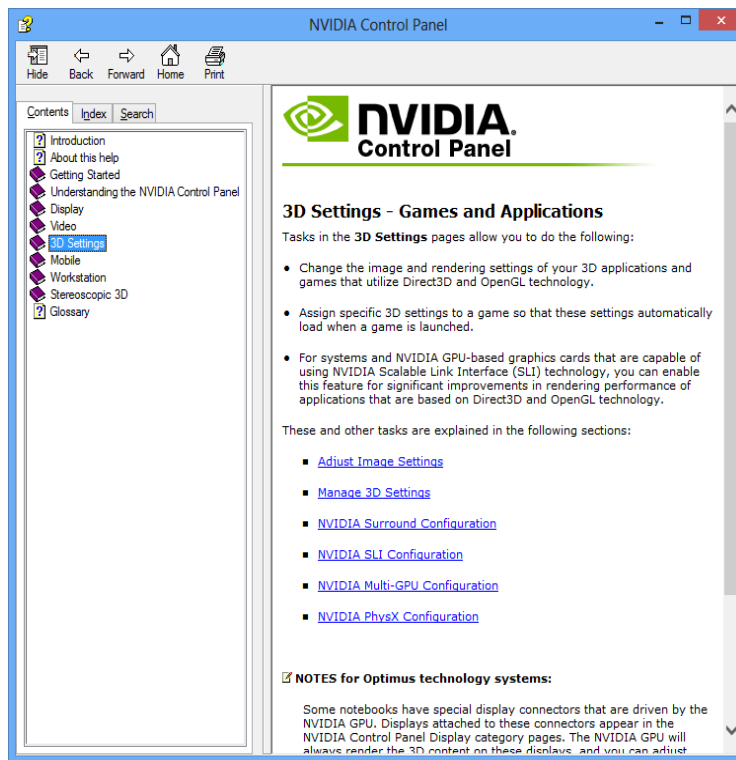 NVIDIA Control Panel
Hide Back Forward Home Print
Contents Index Search
Introduction
About this help
Getting Started
Understanding the NVIDIA Control Panel
Display
Video
3D Settings
Mobile
Workstation
Stereoscopic 3D
Glossary
NVIDIA.
Control Panel
3D Settings - Games and Applications
Tasks in the 3D Settings pages allow you to do the following:
• Change the image and rendering settings of your 3D applications and
games that utilize Direct3D and OpenGL technology.
• Assign specific 3D settings to a game so that these settings automatically
load when a game is launched.
• For systems and NVIDIA GPU-based graphics cards that are capable of
using NVIDIA Scalable Link Interface (SLI) technology, you can enable
this feature for significant improvements in rendering performance of
applications that are based on Direct3D and OpenGL technology.
These and other tasks are explained in the following sections:
▪ Adjust Image Settings
▪ Manage 3D Settings
▪ NVIDIA Surround Configuration
▪ NVIDIA SLI Configuration
▪ NVIDIA Multi-GPU Configuration
▪ NVIDIA PhysX Configuration
NOTES for Optimus technology systems:
Some notebooks have special display connectors that are driven by the
NVIDIA GPU. Displays attached to these connectors appear in the
NVIDIA Control Panel Display category pages. The NVIDIA GPU will
always render the 3D content on these displays, and you can adjust